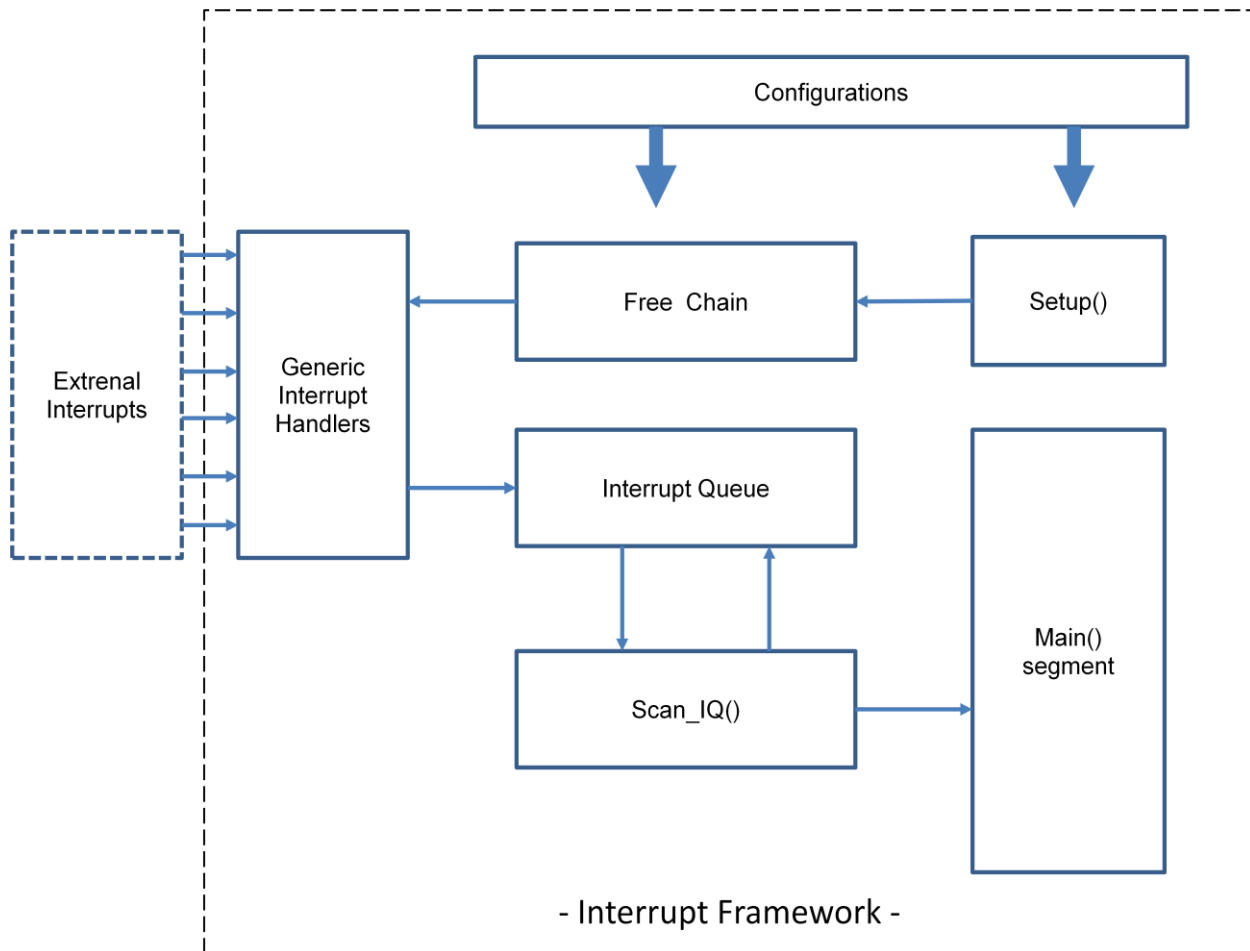 Configurations
Extrenal
Interrupts
Generic
Interrupt
Handlers
Free Chain
Setup()
Interrupt Queue
Scan_IQ()
Main()
segment
- Interrupt Framework -